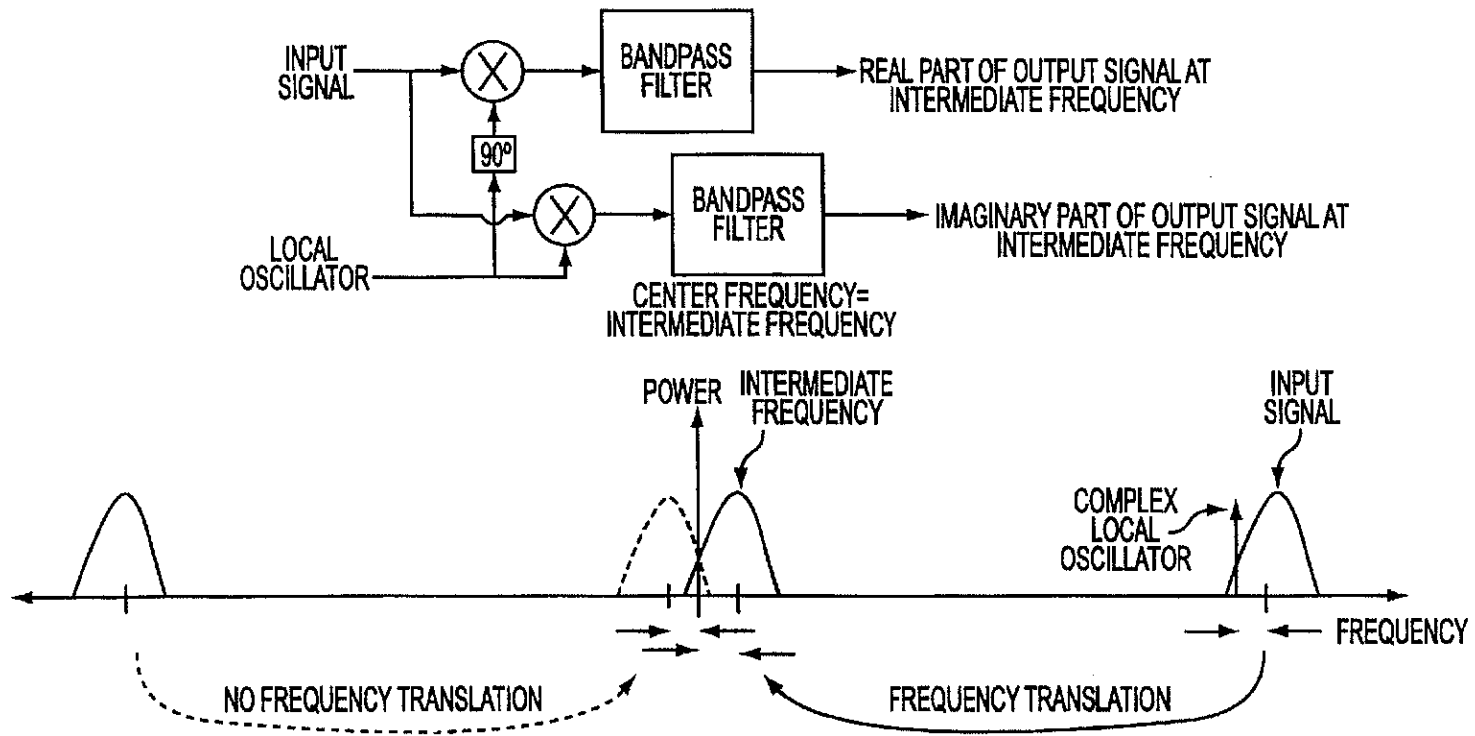 INPUT
SIGNAL
BANDPASS
FILTER
REAL PART OF OUTPUT SIGNAL AT
INTERMEDIATE FREQUENCY
90°
BANDPASS
FILTER
IMAGINARY PART OF OUTPUT SIGNAL AT
INTERMEDIATE FREQUENCY
LOCAL
OSCILLATOR
CENTER FREQUENCY=
INTERMEDIATE FREQUENCY
POWER
INTERMEDIATE
FREQUENCY
INPUT
SIGNAL
COMPLEX
LOCAL
OSCILLATOR
FREQUENCY
NO FREQUENCY TRANSLATION
FREQUENCY TRANSLATION